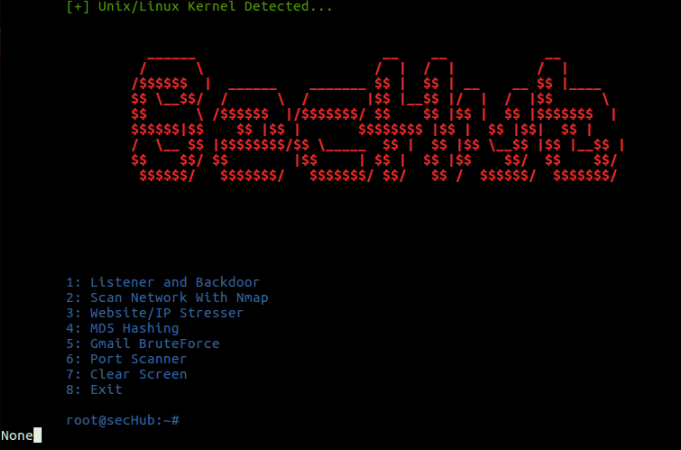 [+] Unix/Linux Kernel Detected...
SecHub
1: Listener and Backdoor
2: Scan Network With Nmap
3: Website/IP Stresser
4: MD5 Hashing
5: Gmail BruteForce
6: Port Scanner
7: Clear Screen
8: Exit
root@secHub:~#
None